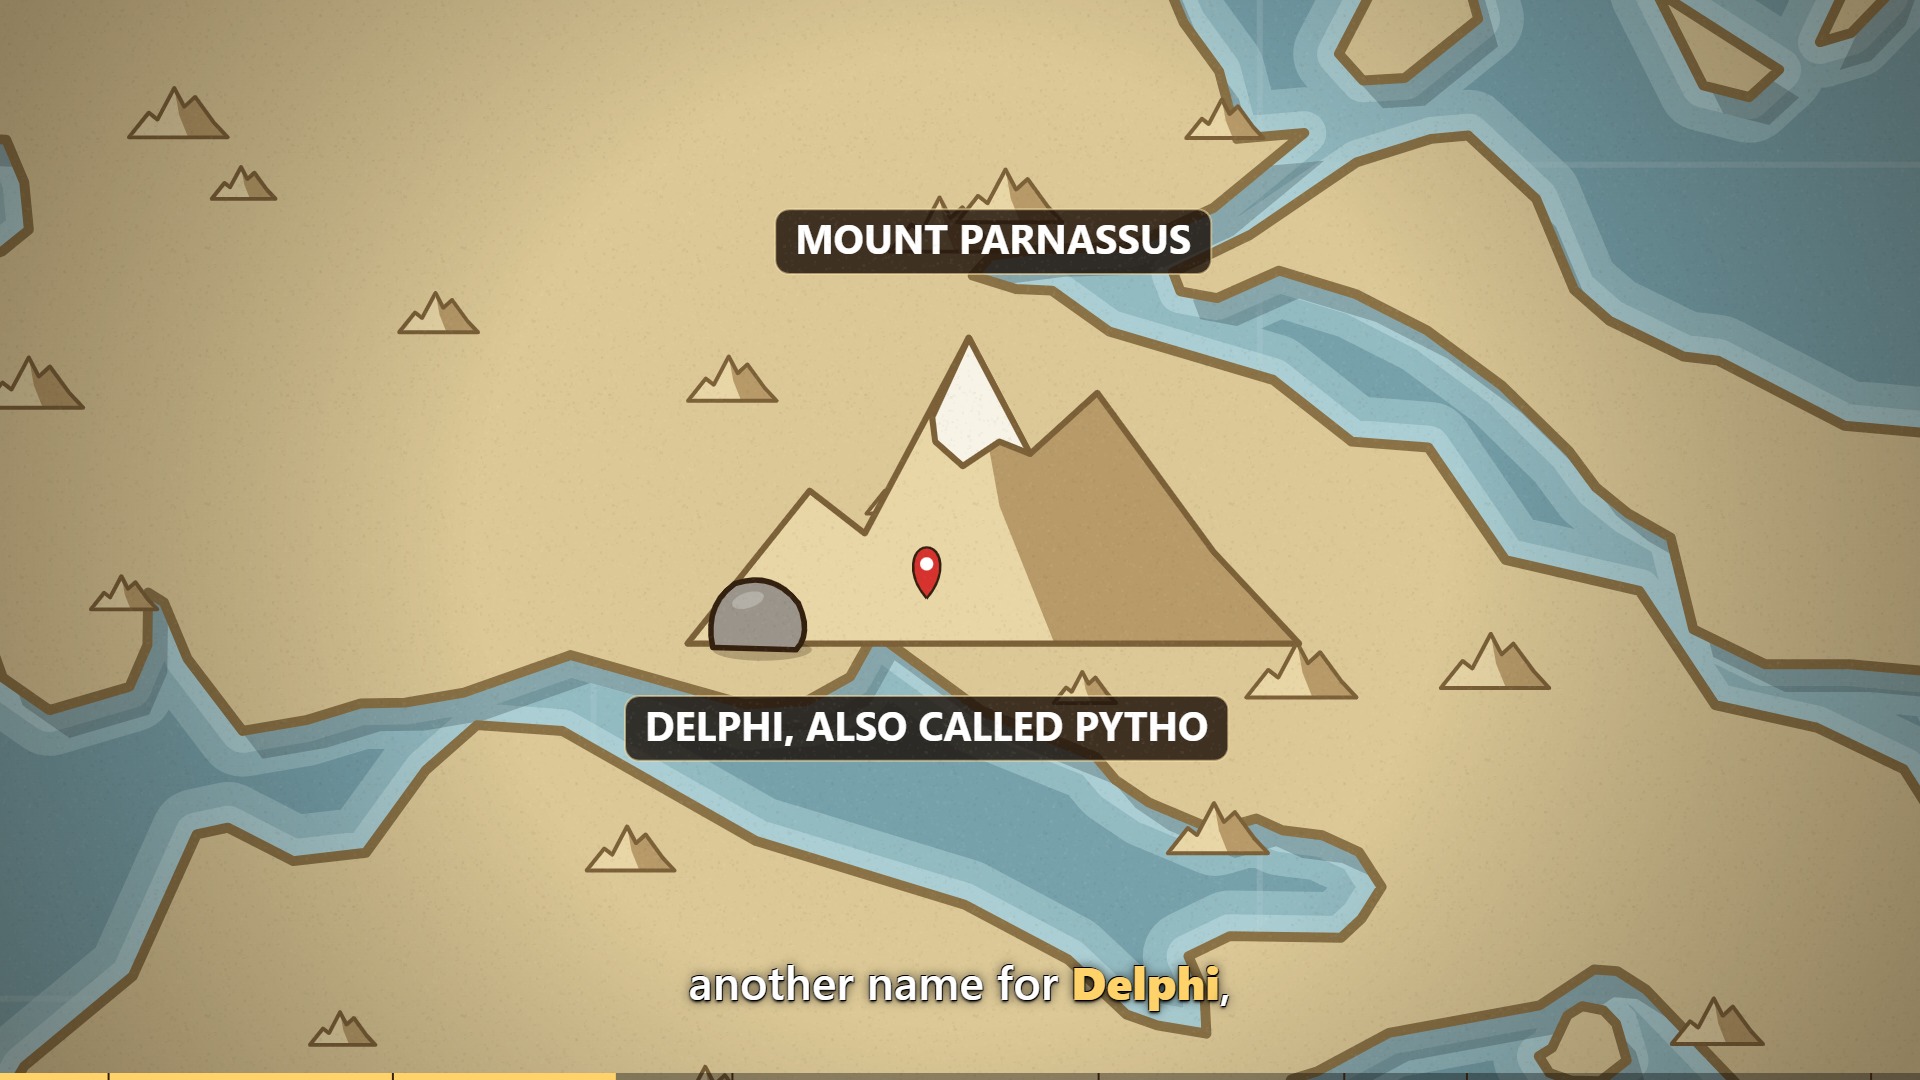 MOUNT PARNASSUS
DELPHI, ALSO CALLED PYTHO
another name for Delphi,